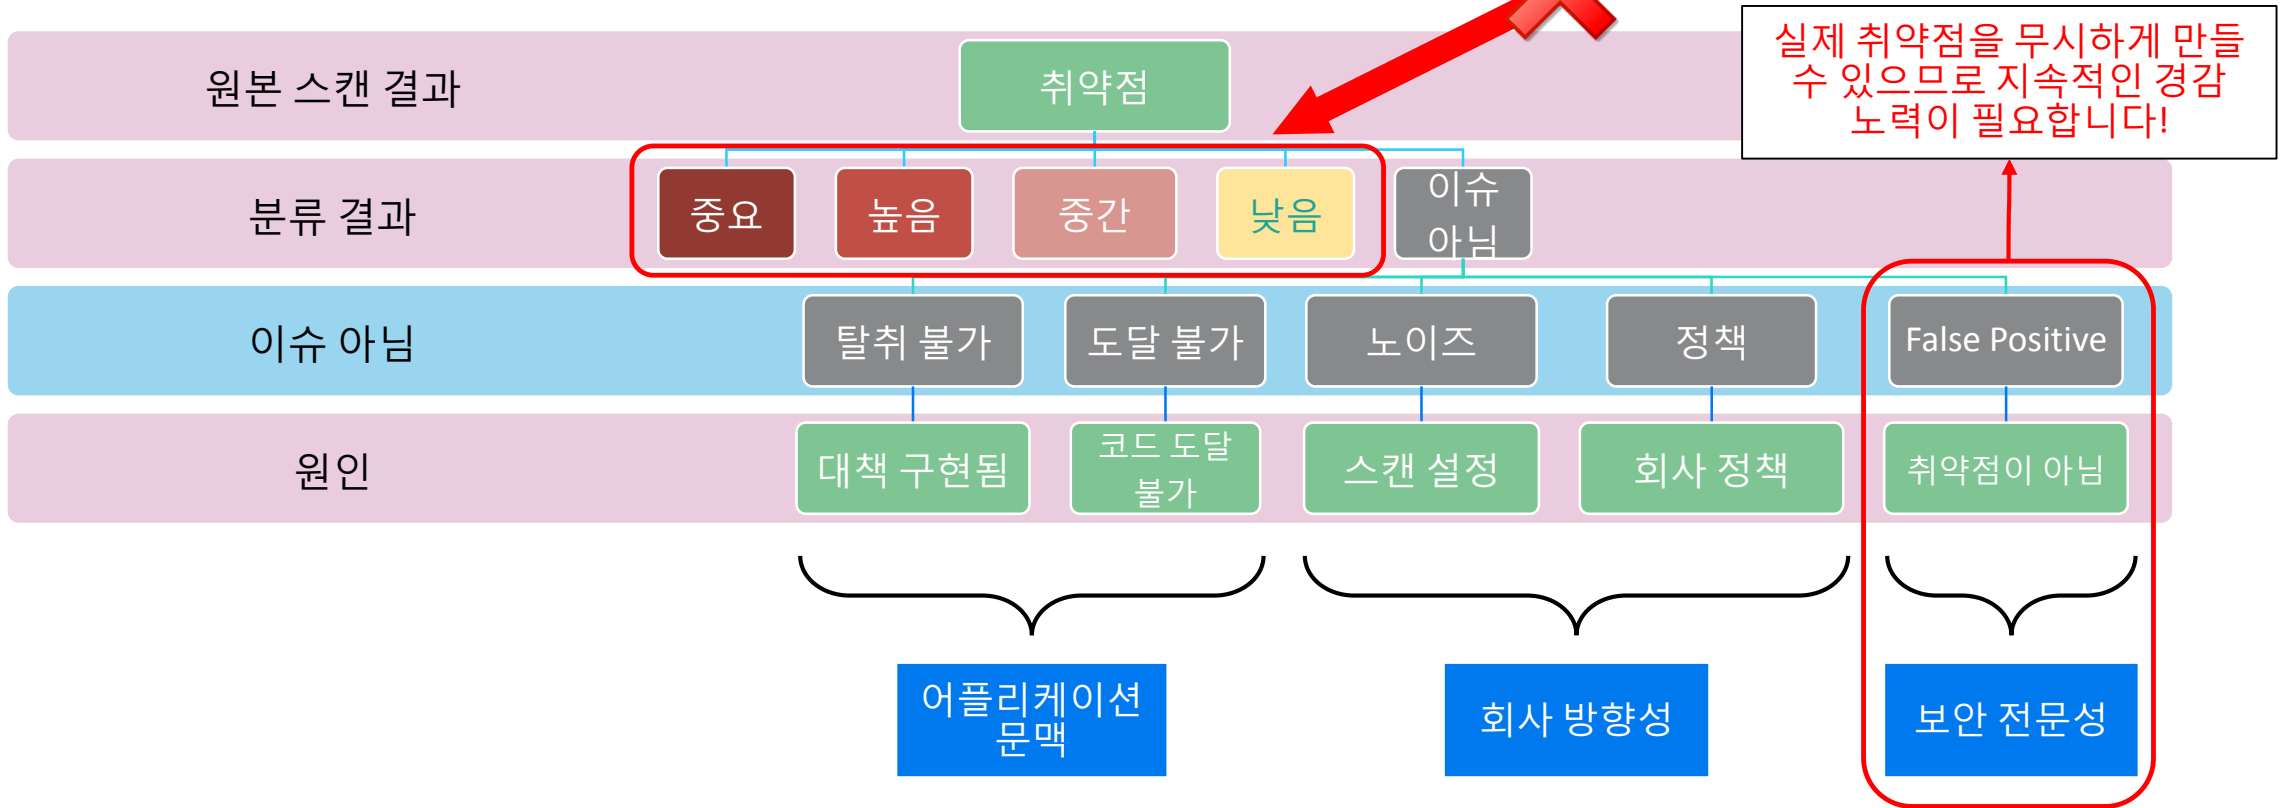 실제 취약점을 무시하게 만들
수 있으므로 지속적인 경감
노력이 필요합니다!
원본 스캔 결과
취약점
분류 결과
중요
높음
중간
낮음
이슈
아님
이슈 아님
탈취 불가
도달 불가
노이즈
정책
False Positive
원인
대책 구현됨
코드 도달
불가
스캔 설정
회사 정책
취약점이 아님
어플리케이션
문맥
회사 방향성
보안 전문성